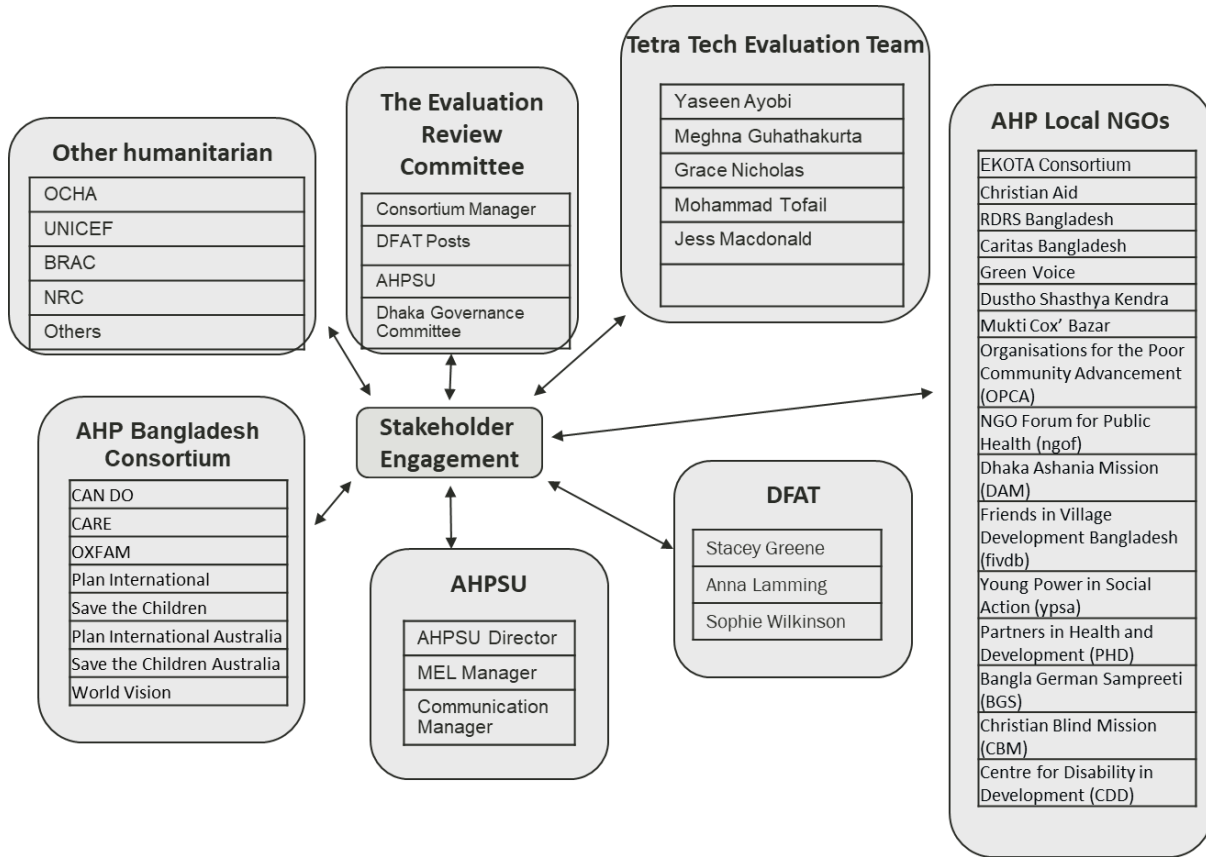 Other humanitarian
OCHA
UNICEF
BRAC
NRC
Others
The Evaluation
Review
Committee
Consortium Manager
DFAT Posts
AHPSU
Dhaka Governance
Committee
Tetra Tech Evaluation Team
Yaseen Ayobi
Meghna Guhathakurta
Grace Nicholas
Mohammad Tofail
Jess Macdonald
AHP Local NGOs
EKOTA Consortium
Christian Aid
RDRS Bangladesh
Caritas Bangladesh
Green Voice
Dustho Shasthya Kendra
Mukti Cox’ Bazar
Organisations for the Poor
Community Advancement
(OPCA)
NGO Forum for Public
Health (ngof)
Dhaka Ashania Mission
(DAM)
Friends in Village
Development Bangladesh
(fivdb)
Young Power in Social
Action (ypsa)
Partners in Health and
Development (PHD)
Bangla German Sampreeti
(BGS)
Christian Blind Mission
(CBM)
Centre for Disability in
Development (CDD)
Stakeholder
Engagement
AHP Bangladesh
Consortium
CAN DO
CARE
OXFAM
Plan International
Save the Children
Plan International Australia
Save the Children Australia
World Vision
AHPSU
AHPSU Director
MEL Manager
Communication
Manager
DFAT
Stacey Greene
Anna Lamming
Sophie Wilkinson